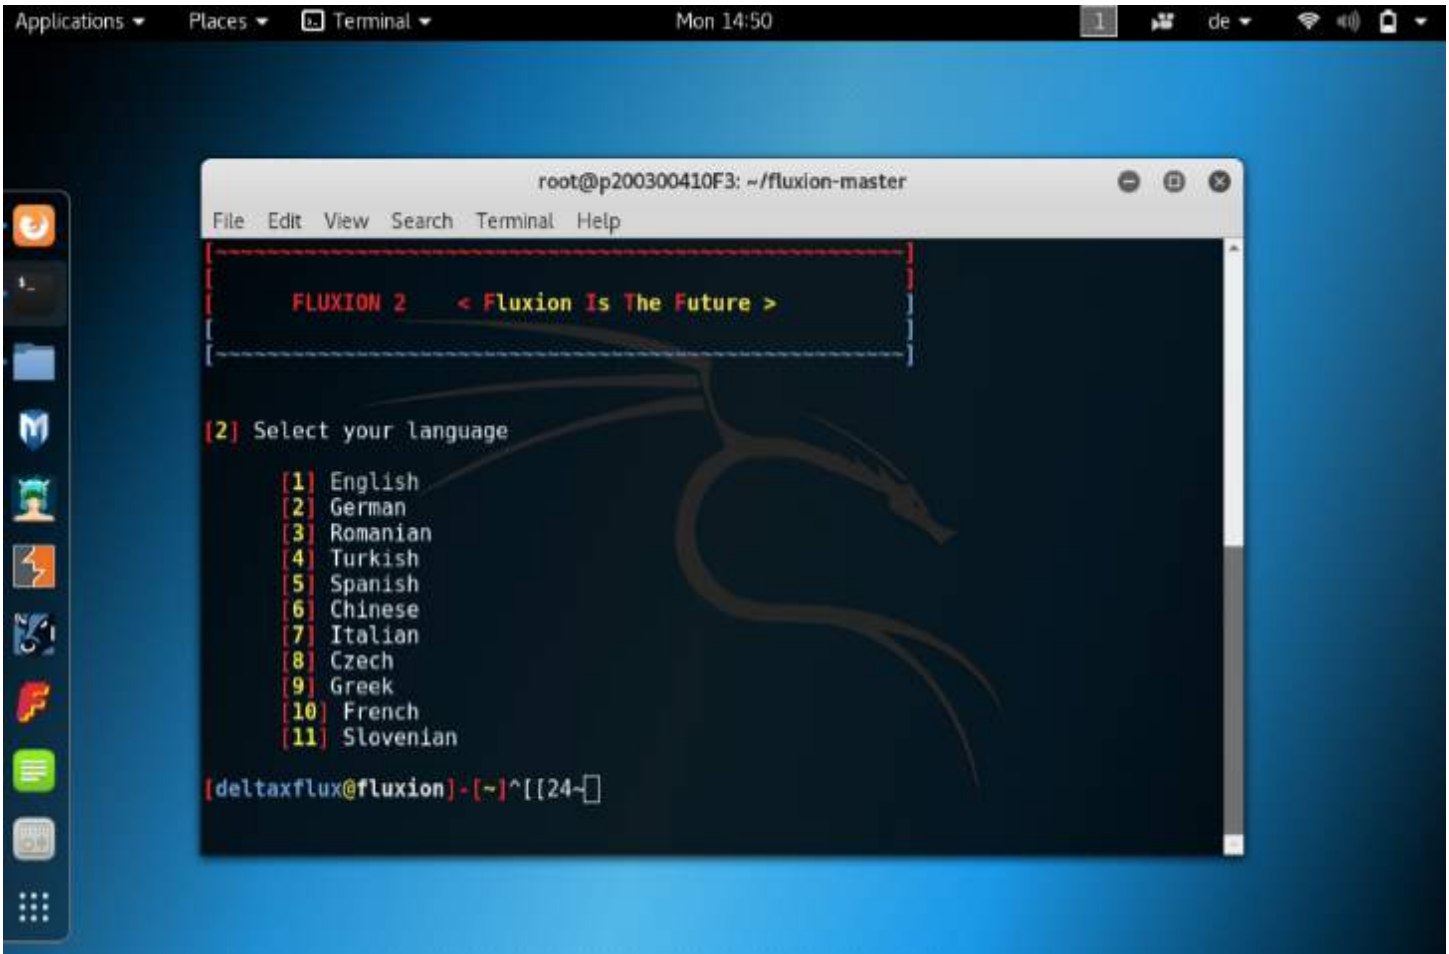 Applications Places Terminal Mon 14:50 1 de
root@p200300410F3: ~/fluxion-master
File Edit View Search Terminal Help
[~~~~~~~~~~~~~~~~~~~~~~~~~~~~~~~~~~~~~~~~~~~~~~~~~~~~~~]
[ ]
[ FLUXION 2 < Fluxion Is The Future > ]
[ ]
[~~~~~~~~~~~~~~~~~~~~~~~~~~~~~~~~~~~~~~~~~~~~~~~~~~~~~~]
[2] Select your language
[1] English
[2] German
[3] Romanian
[4] Turkish
[5] Spanish
[6] Chinese
[7] Italian
[8] Czech
[9] Greek
[10] French
[11] Slovenian
[deltaxflux@fluxion]-[~]^[[24~